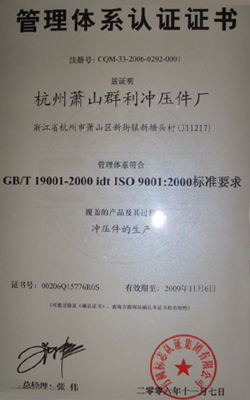 管理体系认证证书
注册号: CQM-33-2006-0292-0001
兹证明
杭州萧山群利冲压件厂
浙江省杭州市萧山区新街镇新塘头村(311217)
管理体系符合
GB/T 19001-2000 idt ISO 9001:2000标准要求
覆盖的产品及其过程
冲压件的生产
证书号: 00206Q15776R0S 有效期至: 2009年11月6日
总经理: 张伟
二零零六年十一月七日